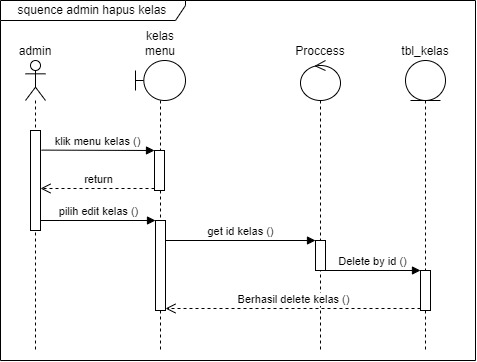 squence admin hapus kelas
admin
kelas
menu
Proccess
tbl_kelas
klik menu kelas ()
return
pilih edit kelas ()
get id kelas ()
Delete by id ()
Berhasil delete kelas ()